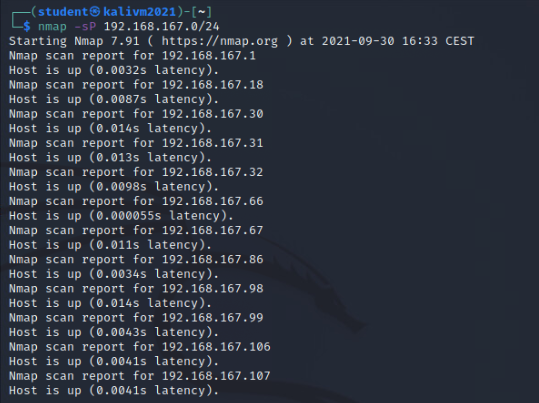 ┌──(student㉿kalivm2021)-[~]
└─$ nmap -sP 192.168.167.0/24
Starting Nmap 7.91 ( https://nmap.org ) at 2021-09-30 16:33 CEST
Nmap scan report for 192.168.167.1
Host is up (0.0032s latency).
Nmap scan report for 192.168.167.18
Host is up (0.0087s latency).
Nmap scan report for 192.168.167.30
Host is up (0.014s latency).
Nmap scan report for 192.168.167.31
Host is up (0.013s latency).
Nmap scan report for 192.168.167.32
Host is up (0.0098s latency).
Nmap scan report for 192.168.167.66
Host is up (0.000055s latency).
Nmap scan report for 192.168.167.67
Host is up (0.011s latency).
Nmap scan report for 192.168.167.86
Host is up (0.0034s latency).
Nmap scan report for 192.168.167.98
Host is up (0.014s latency).
Nmap scan report for 192.168.167.99
Host is up (0.0043s latency).
Nmap scan report for 192.168.167.106
Host is up (0.0041s latency).
Nmap scan report for 192.168.167.107
Host is up (0.0041s latency).